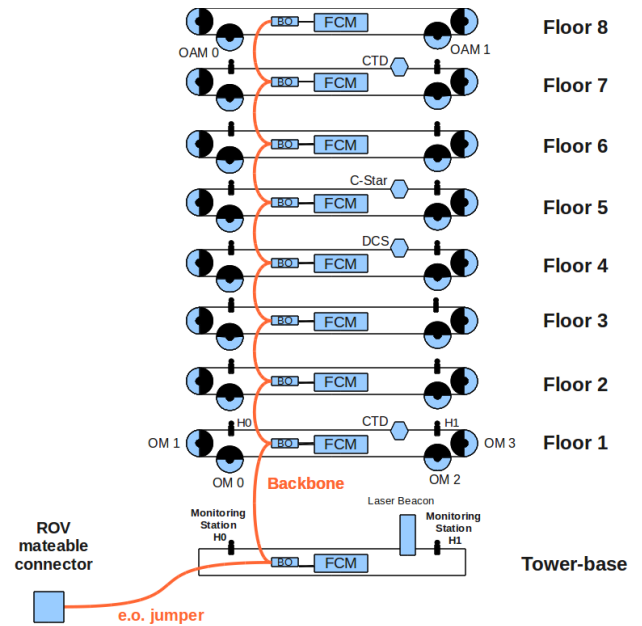 BO FCM Floor 8
OAM 0 OAM 1
CTD
BO FCM Floor 7
BO FCM Floor 6
C-Star
BO FCM Floor 5
DCS
BO FCM Floor 4
BO FCM Floor 3
BO FCM Floor 2
H0 CTD H1
OM 1 BO FCM OM 3 Floor 1
OM 0 OM 2
Backbone
Laser Beacon
Monitoring
Station
H0
Monitoring
Station
H1
ROV
mateable
connector
BO FCM Tower-base
e.o. jumper